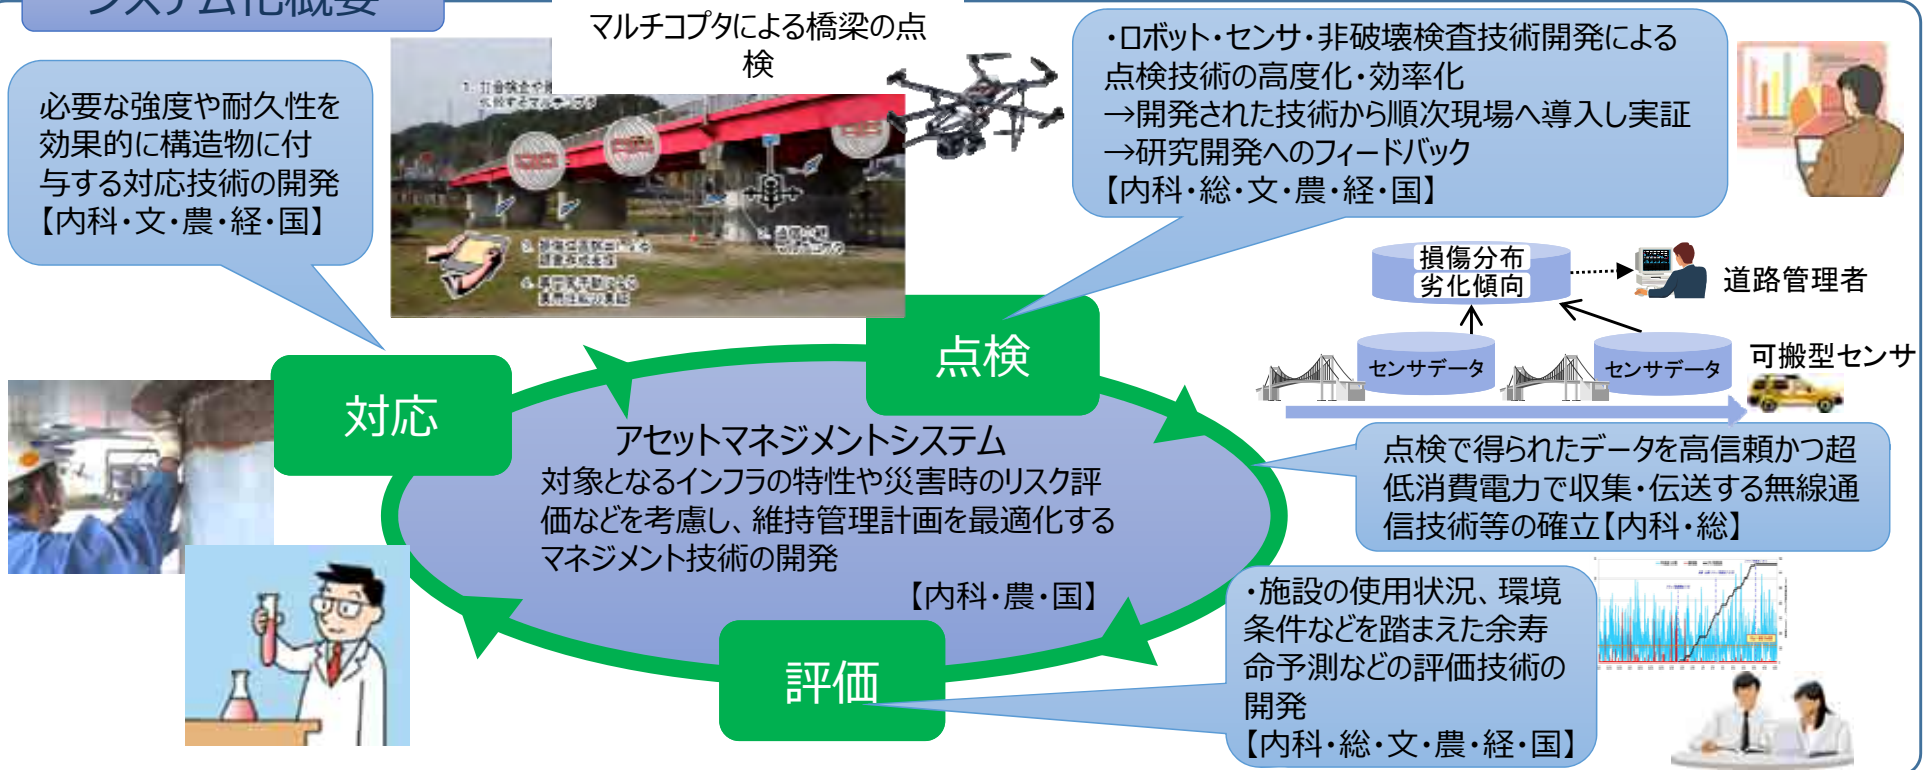 システム化概要
マルチコプタによる橋梁の点
検
必要な強度や耐久性を
効果的に構造物に付
与する対応技術の開発
【内科・文・農・経・国】
・ロボット・センサ・非破壊検査技術開発による
点検技術の高度化・効率化
→開発された技術から順次現場へ導入し実証
→研究開発へのフィードバック
【内科・総・文・農・経・国】
損傷分布
劣化傾向
道路管理者
センサデータ
センサデータ
可搬型センサ
点検
対応
アセットマネジメントシステム
対象となるインフラの特性や災害時のリスク評
価などを考慮し、維持管理計画を最適化する
マネジメント技術の開発
【内科・農・国】
点検で得られたデータを高信頼かつ超
低消費電力で収集・伝送する無線通
信技術等の確立【内科・総】
評価
・施設の使用状況、環境
条件などを踏まえた余寿
命予測などの評価技術の
開発
【内科・総・文・農・経・国】